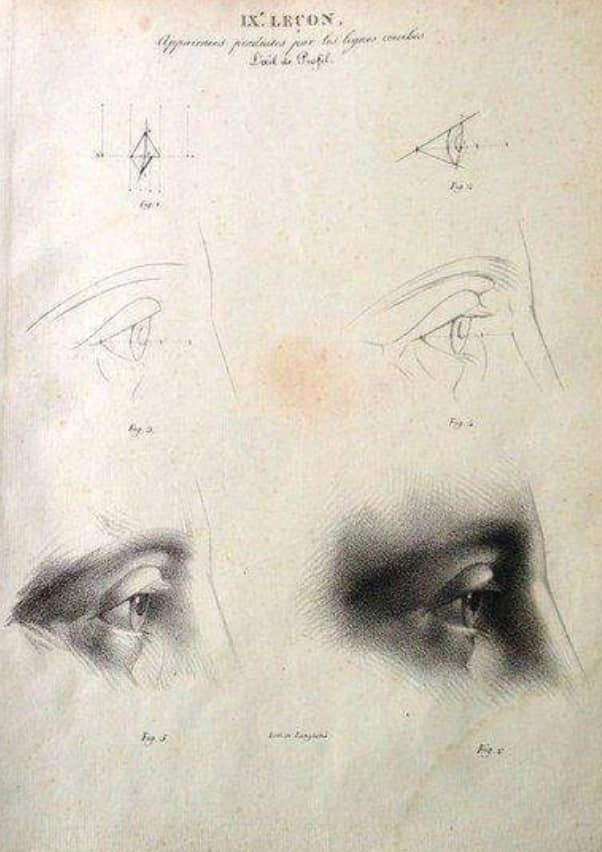 IXᵉ LEÇON.
Apparences produites par les lignes courbes
L'œil de Profil.
Fig. 1.
Fig. 2.
Fig. 3.
Fig. 4.
Fig. 5
Fig. 6